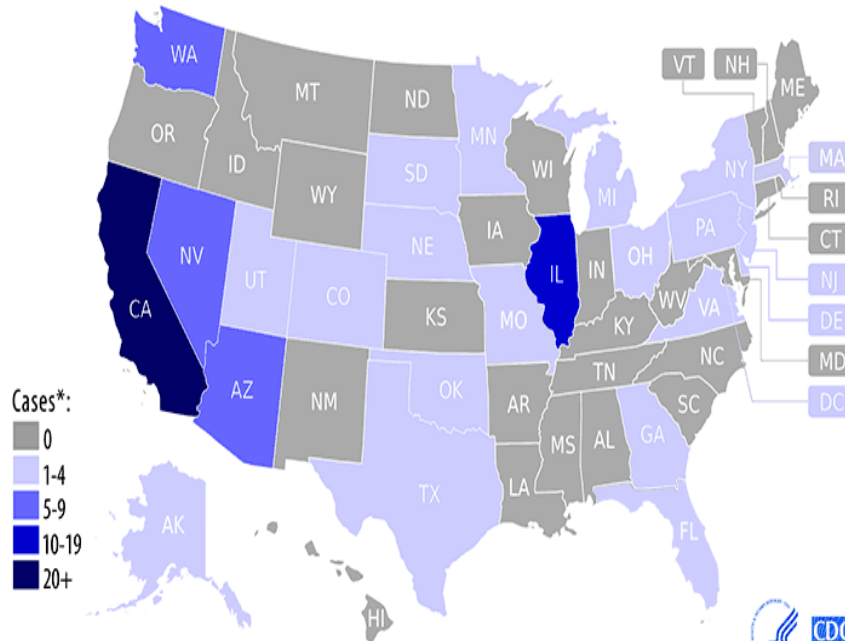 WA
VT
NH
MT
ND
ME
OR
MN
MA
ID
SD
WI
NY
WY
MI
RI
IA
PA
CT
NE
NV
OH
UT
IL
IN
NJ
CO
WV
VA
CA
MO
KS
KY
DE
NC
MD
TN
AZ
OK
NM
AR
SC
DC
Cases*:
0
MS
AL
GA
1-4
TX
LA
5-9
AK
FL
10-19
20+
HI
CDC